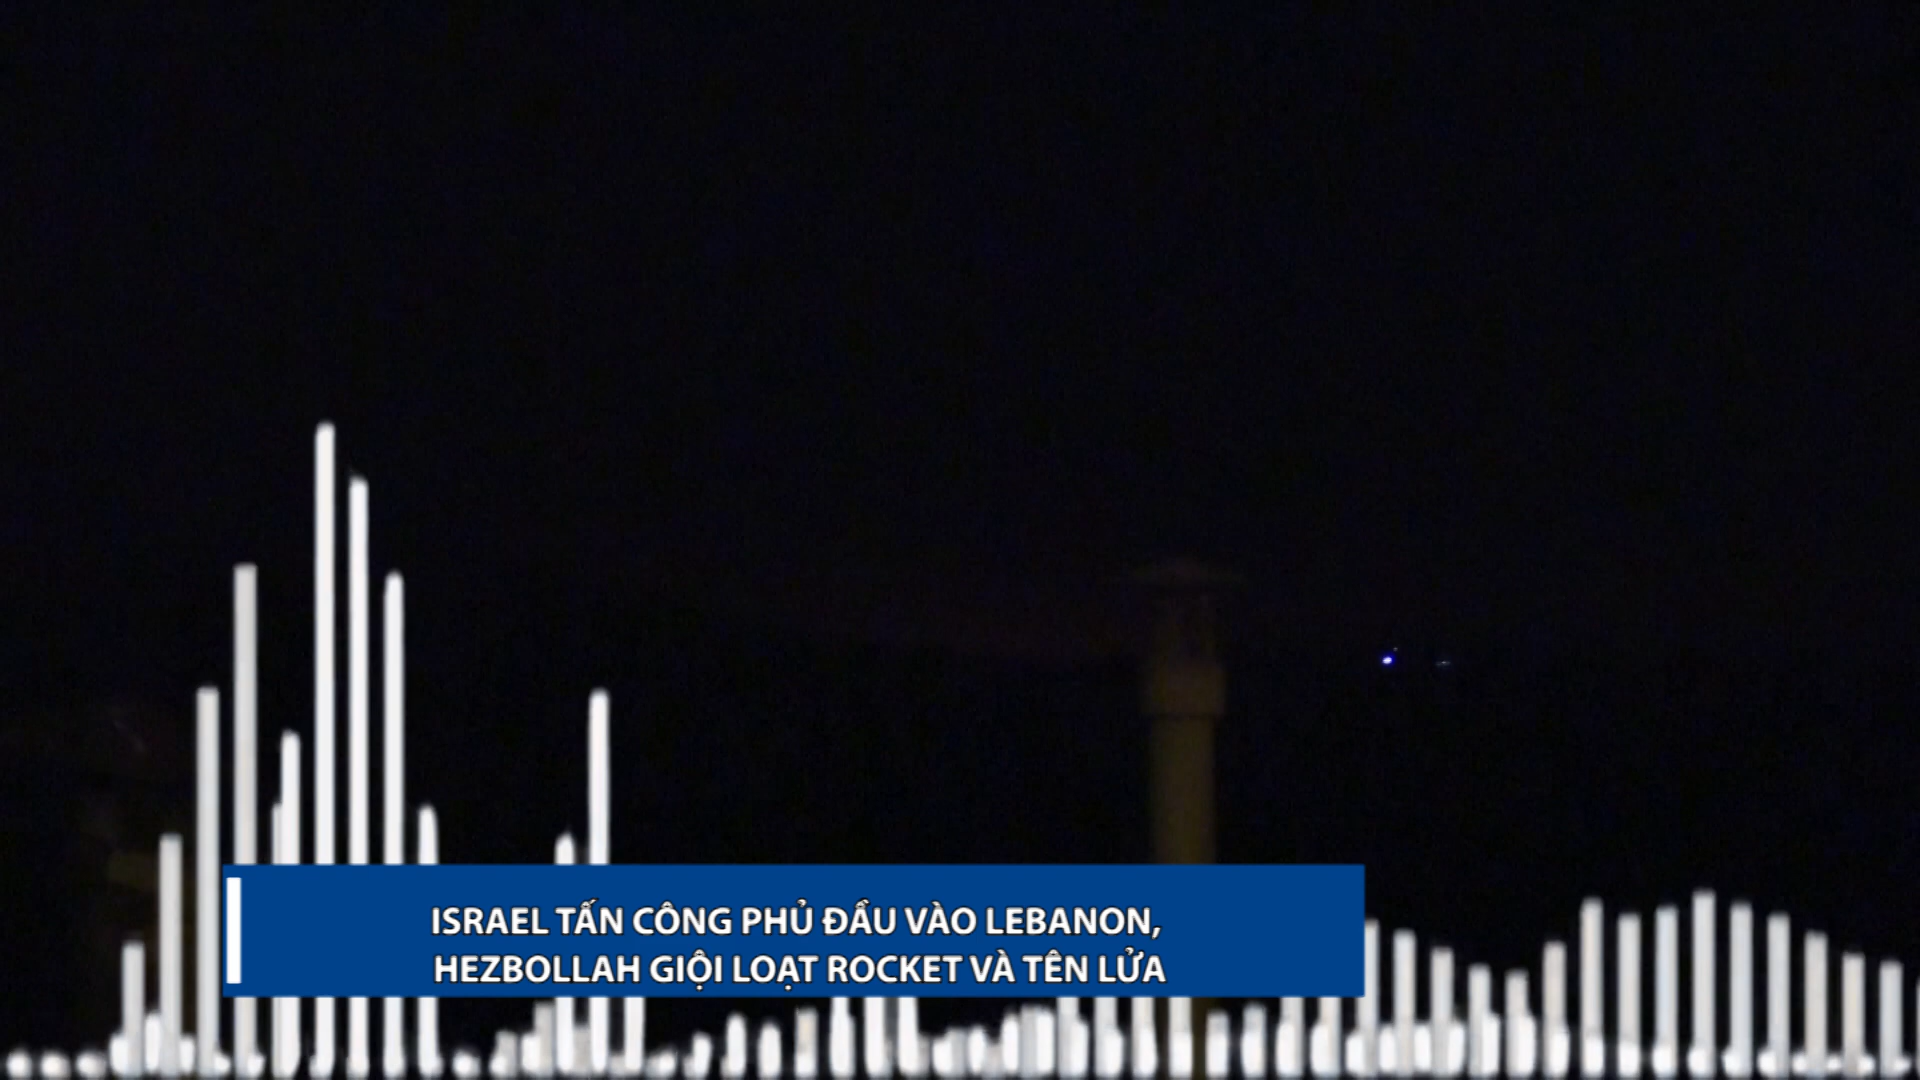 ISRAEL TẤN CÔNG PHỦ ĐẦU VÀO LEBANON,
HEZBOLLAH GIỘI LOẠT ROCKET VÀ TÊN LỬA